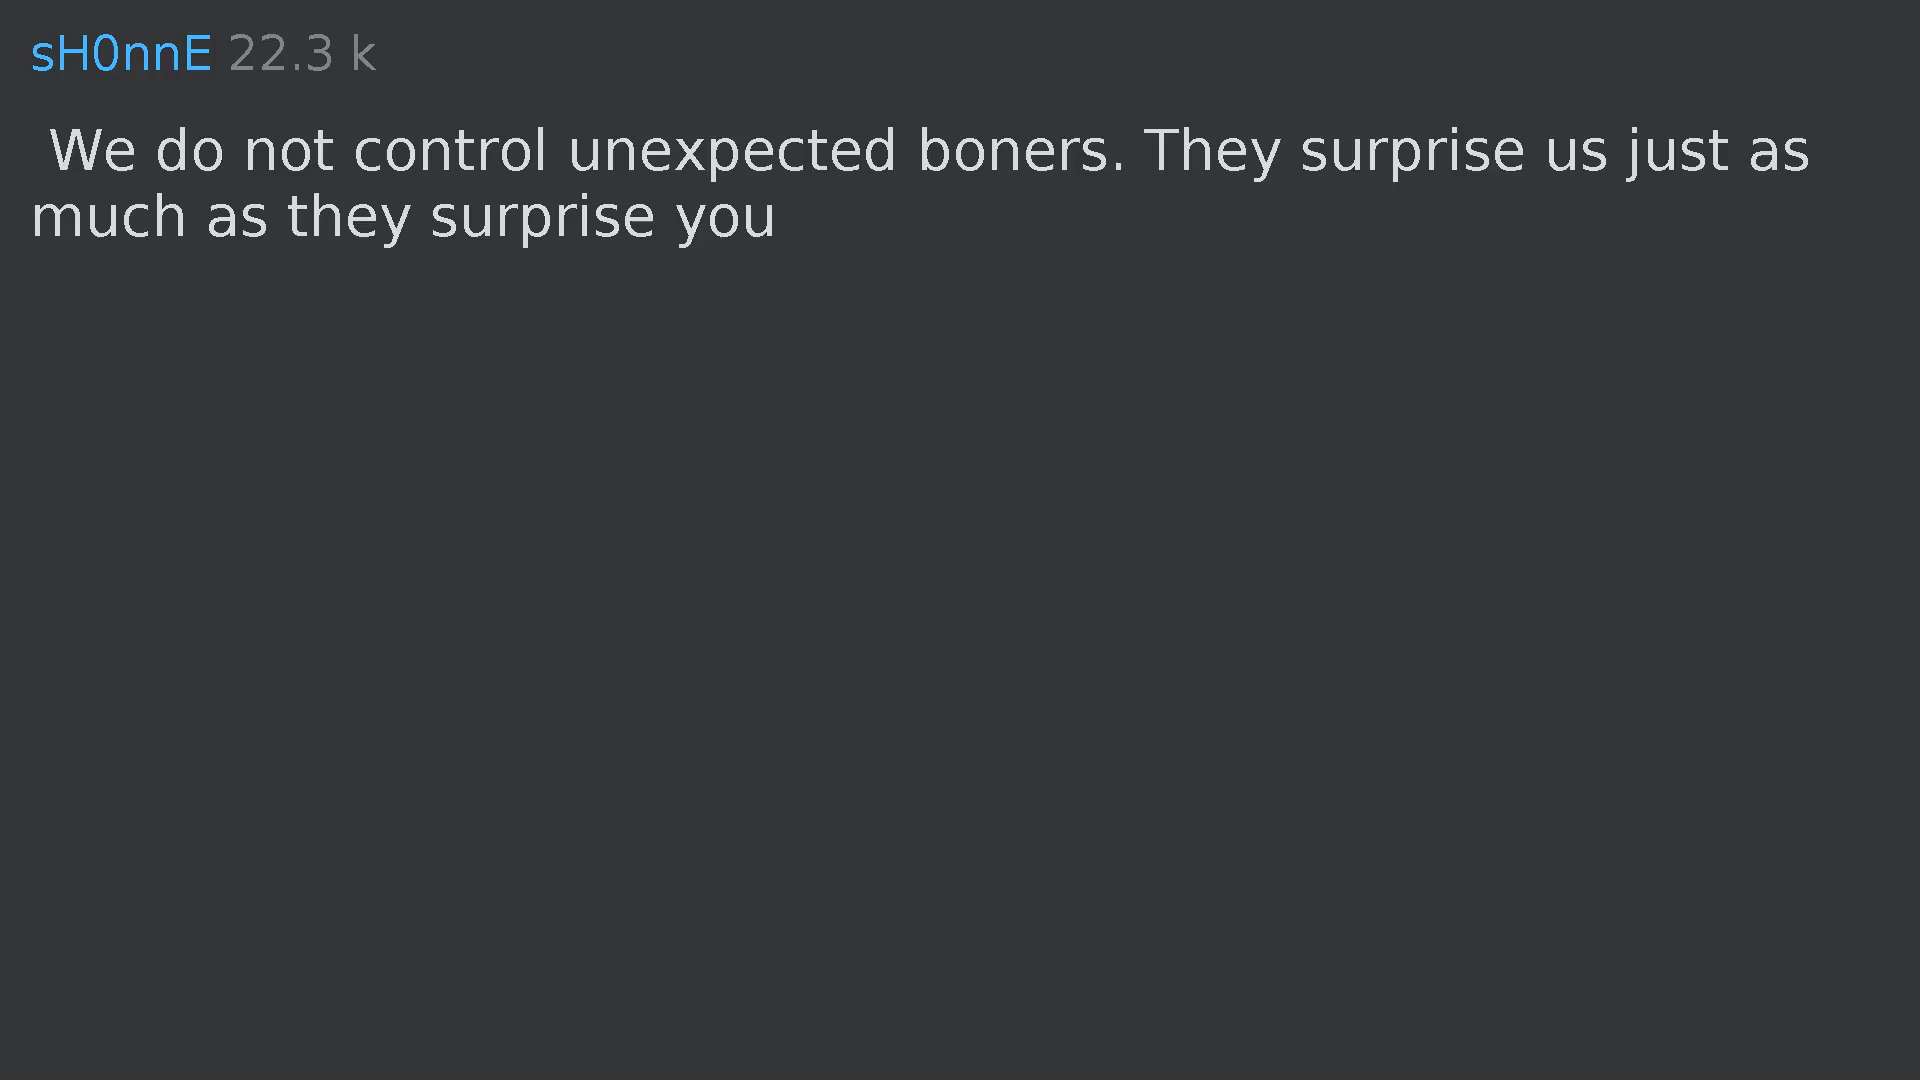 sH0nnE 22.3 k
We do not control unexpected boners. They surprise us just as
much as they surprise you